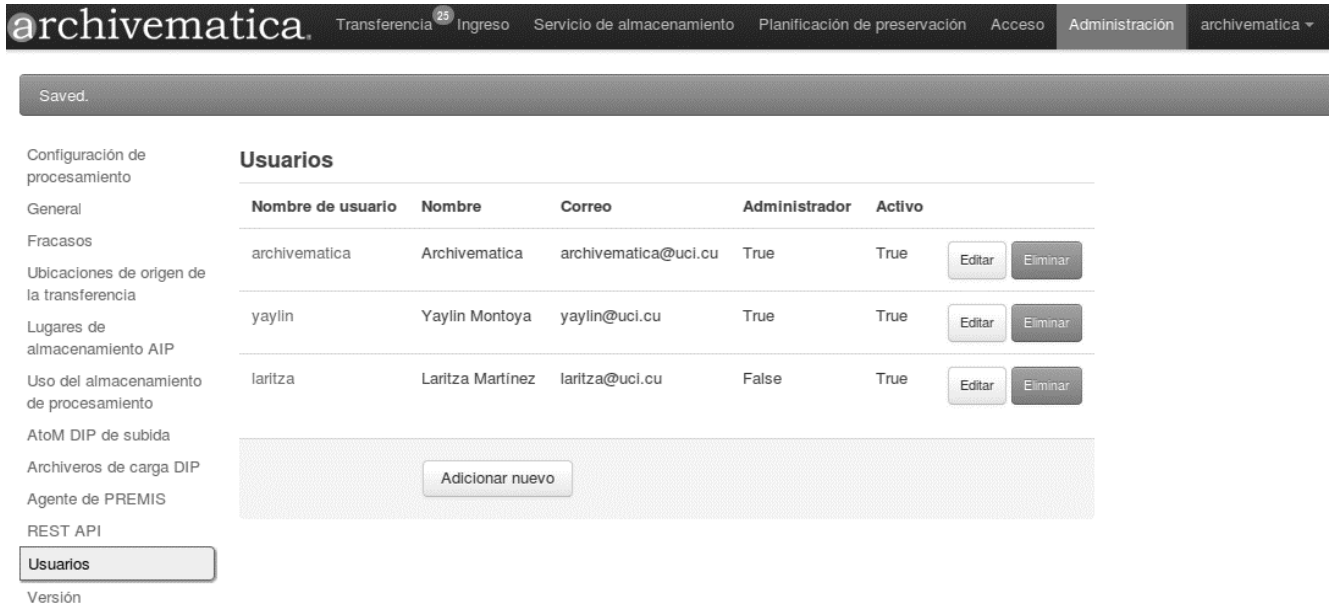 archivematica.
Transferencia 25 Ingreso Servicio de almacenamiento Planificación de preservación Acceso Administración archivematica
Saved.
Configuración de
procesamiento
General
Fracasos
Ubicaciones de origen de
la transferencia
Lugares de
almacenamiento AIP
Uso del almacenamiento
de procesamiento
AtoM DIP de subida
Archiveros de carga DIP
Agente de PREMIS
REST API
Usuarios
Versión
Usuarios
Nombre de usuario Nombre Correo Administrador Activo
archivematica Archivematica archivematica@uci.cu True True Editar Eliminar
yaylin Yaylin Montoya yaylin@uci.cu True True Editar Eliminar
laritza Laritza Martínez laritza@uci.cu False True Editar Eliminar
Adicionar nuevo